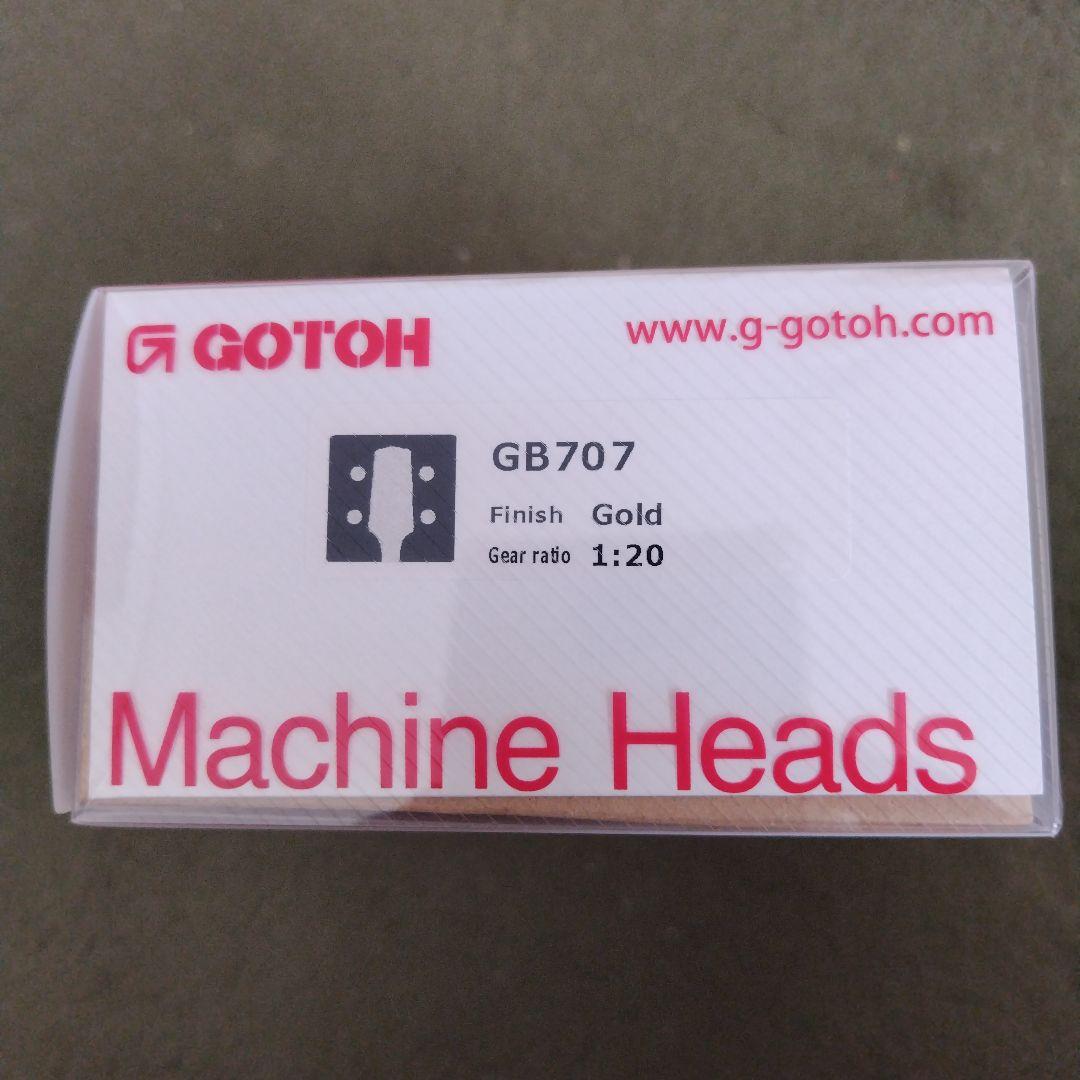 GOTOH
www.g-gotoh.com
GB707
Finish Gold
Gear ratio 1:20
Machine Heads